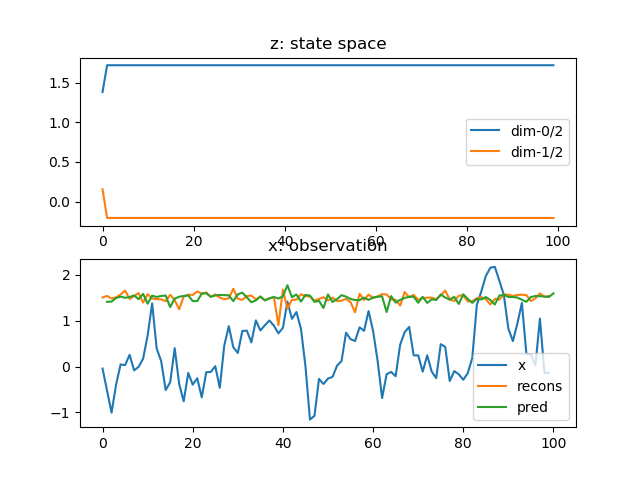 z: state space
1.5
1.0
0.5
0.0
dim-0/2
dim-1/2
0 20 40 60 80 100
x: observation
2
1
0
−1
x
recons
pred
0 20 40 60 80 100